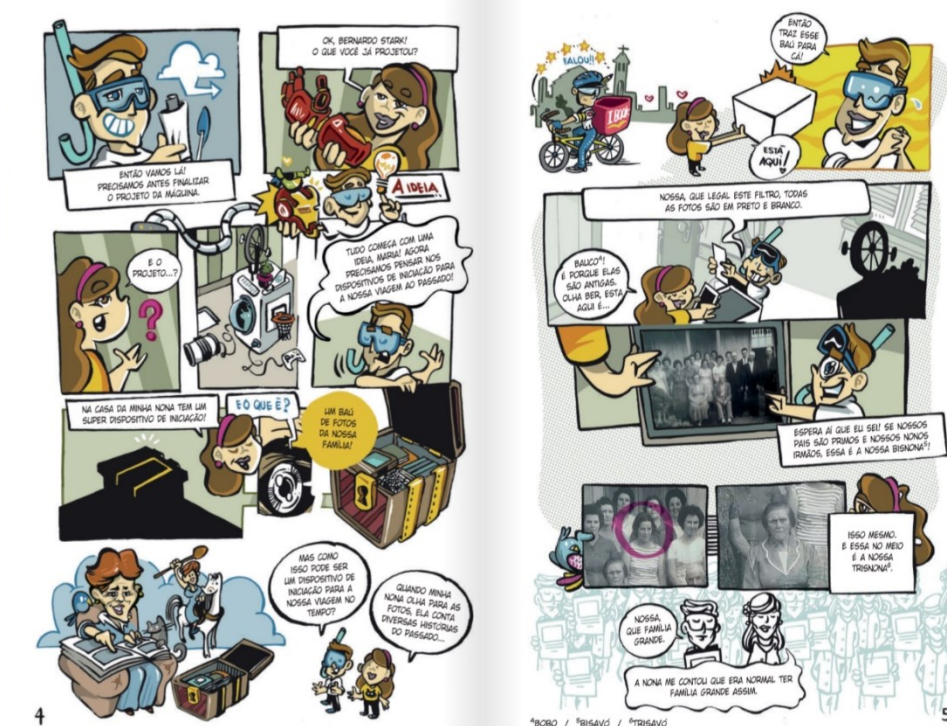 ENTÃO VAMOS LÁ!
PRECISAMOS ANTES FINALIZAR
O PROJETO DA MÁQUINA.
OK, BERNARDO STARK!
O QUE VOCÊ JÁ PROJETOU?
A IDEIA.
E O
PROJETO...?
TUDO COMEÇA COM UMA
IDEIA, MARIA! AGORA
PRECISAMOS PENSAR NOS
DISPOSITIVOS DE INICIAÇÃO PARA
A NOSSA VIAGEM AO PASSADO!
NA CASA DA MINHA NONA TEM UM
SUPER DISPOSITIVO DE INICIAÇÃO!
E O QUE É?
UM BAÚ
DE FOTOS
DA NOSSA
FAMÍLIA!
MAS COMO
ISSO PODE SER
UM DISPOSITIVO DE
INICIAÇÃO PARA A
NOSSA VIAGEM NO
TEMPO?
QUANDO MINHA
NONA OLHA PARA AS
FOTOS, ELA CONTA
DIVERSAS HISTÓRIAS
DO PASSADO...
4
FALOU!!
I BOOK
ENTÃO
TRAZ ESSE
BAÚ PARA
CÁ!
ESTÁ
AQUI!
NOSSA, QUE LEGAL ESTE FILTRO, TODAS
AS FOTOS SÃO EM PRETO E BRANCO.
BAUCO⁴!
É PORQUE ELAS
SÃO ANTIGAS.
OLHA BER, ESTA
AQUI É...
ESPERA AÍ QUE EU SEI! SE NOSSOS
PAIS SÃO PRIMOS E NOSSOS NONOS
IRMÃOS, ESSA É A NOSSA BISNONA⁵!
ISSO MESMO.
E ESSA NO MEIO
É A NOSSA
TRISNONA⁶.
NOSSA,
QUE FAMÍLIA
GRANDE.
A NONA ME CONTOU QUE ERA NORMAL TER
FAMÍLIA GRANDE ASSIM.
⁴BOBO / ⁵BISAVÓ / ⁶TRISAVÓ
5